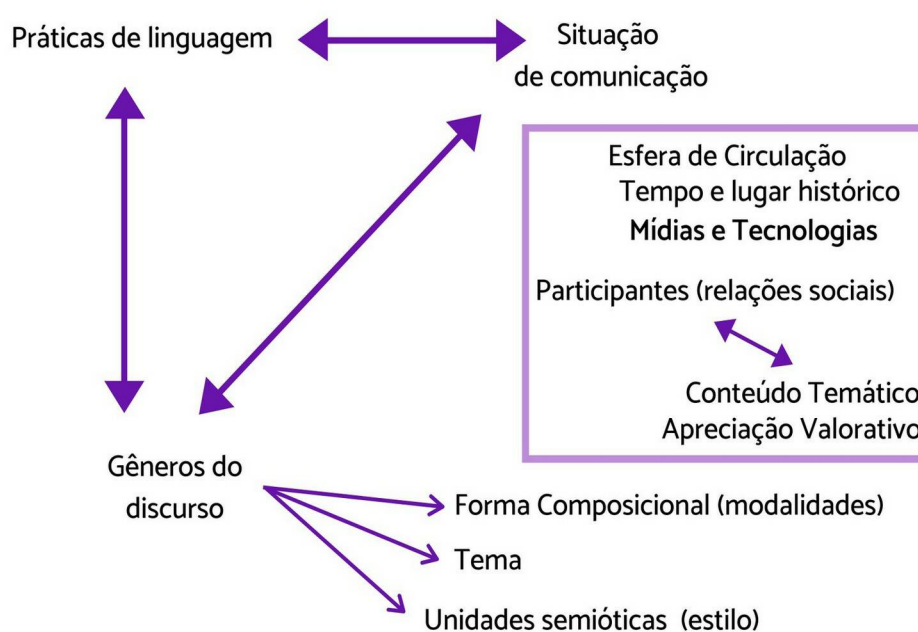 Práticas de linguagem
Situação
de comunicação
Esfera de Circulação
Tempo e lugar histórico
Mídias e Tecnologias
Participantes (relações sociais)
Conteúdo Temático
Apreciação Valorativo
Gêneros do
discurso
Forma Composicional (modalidades)
Tema
Unidades semióticas (estilo)